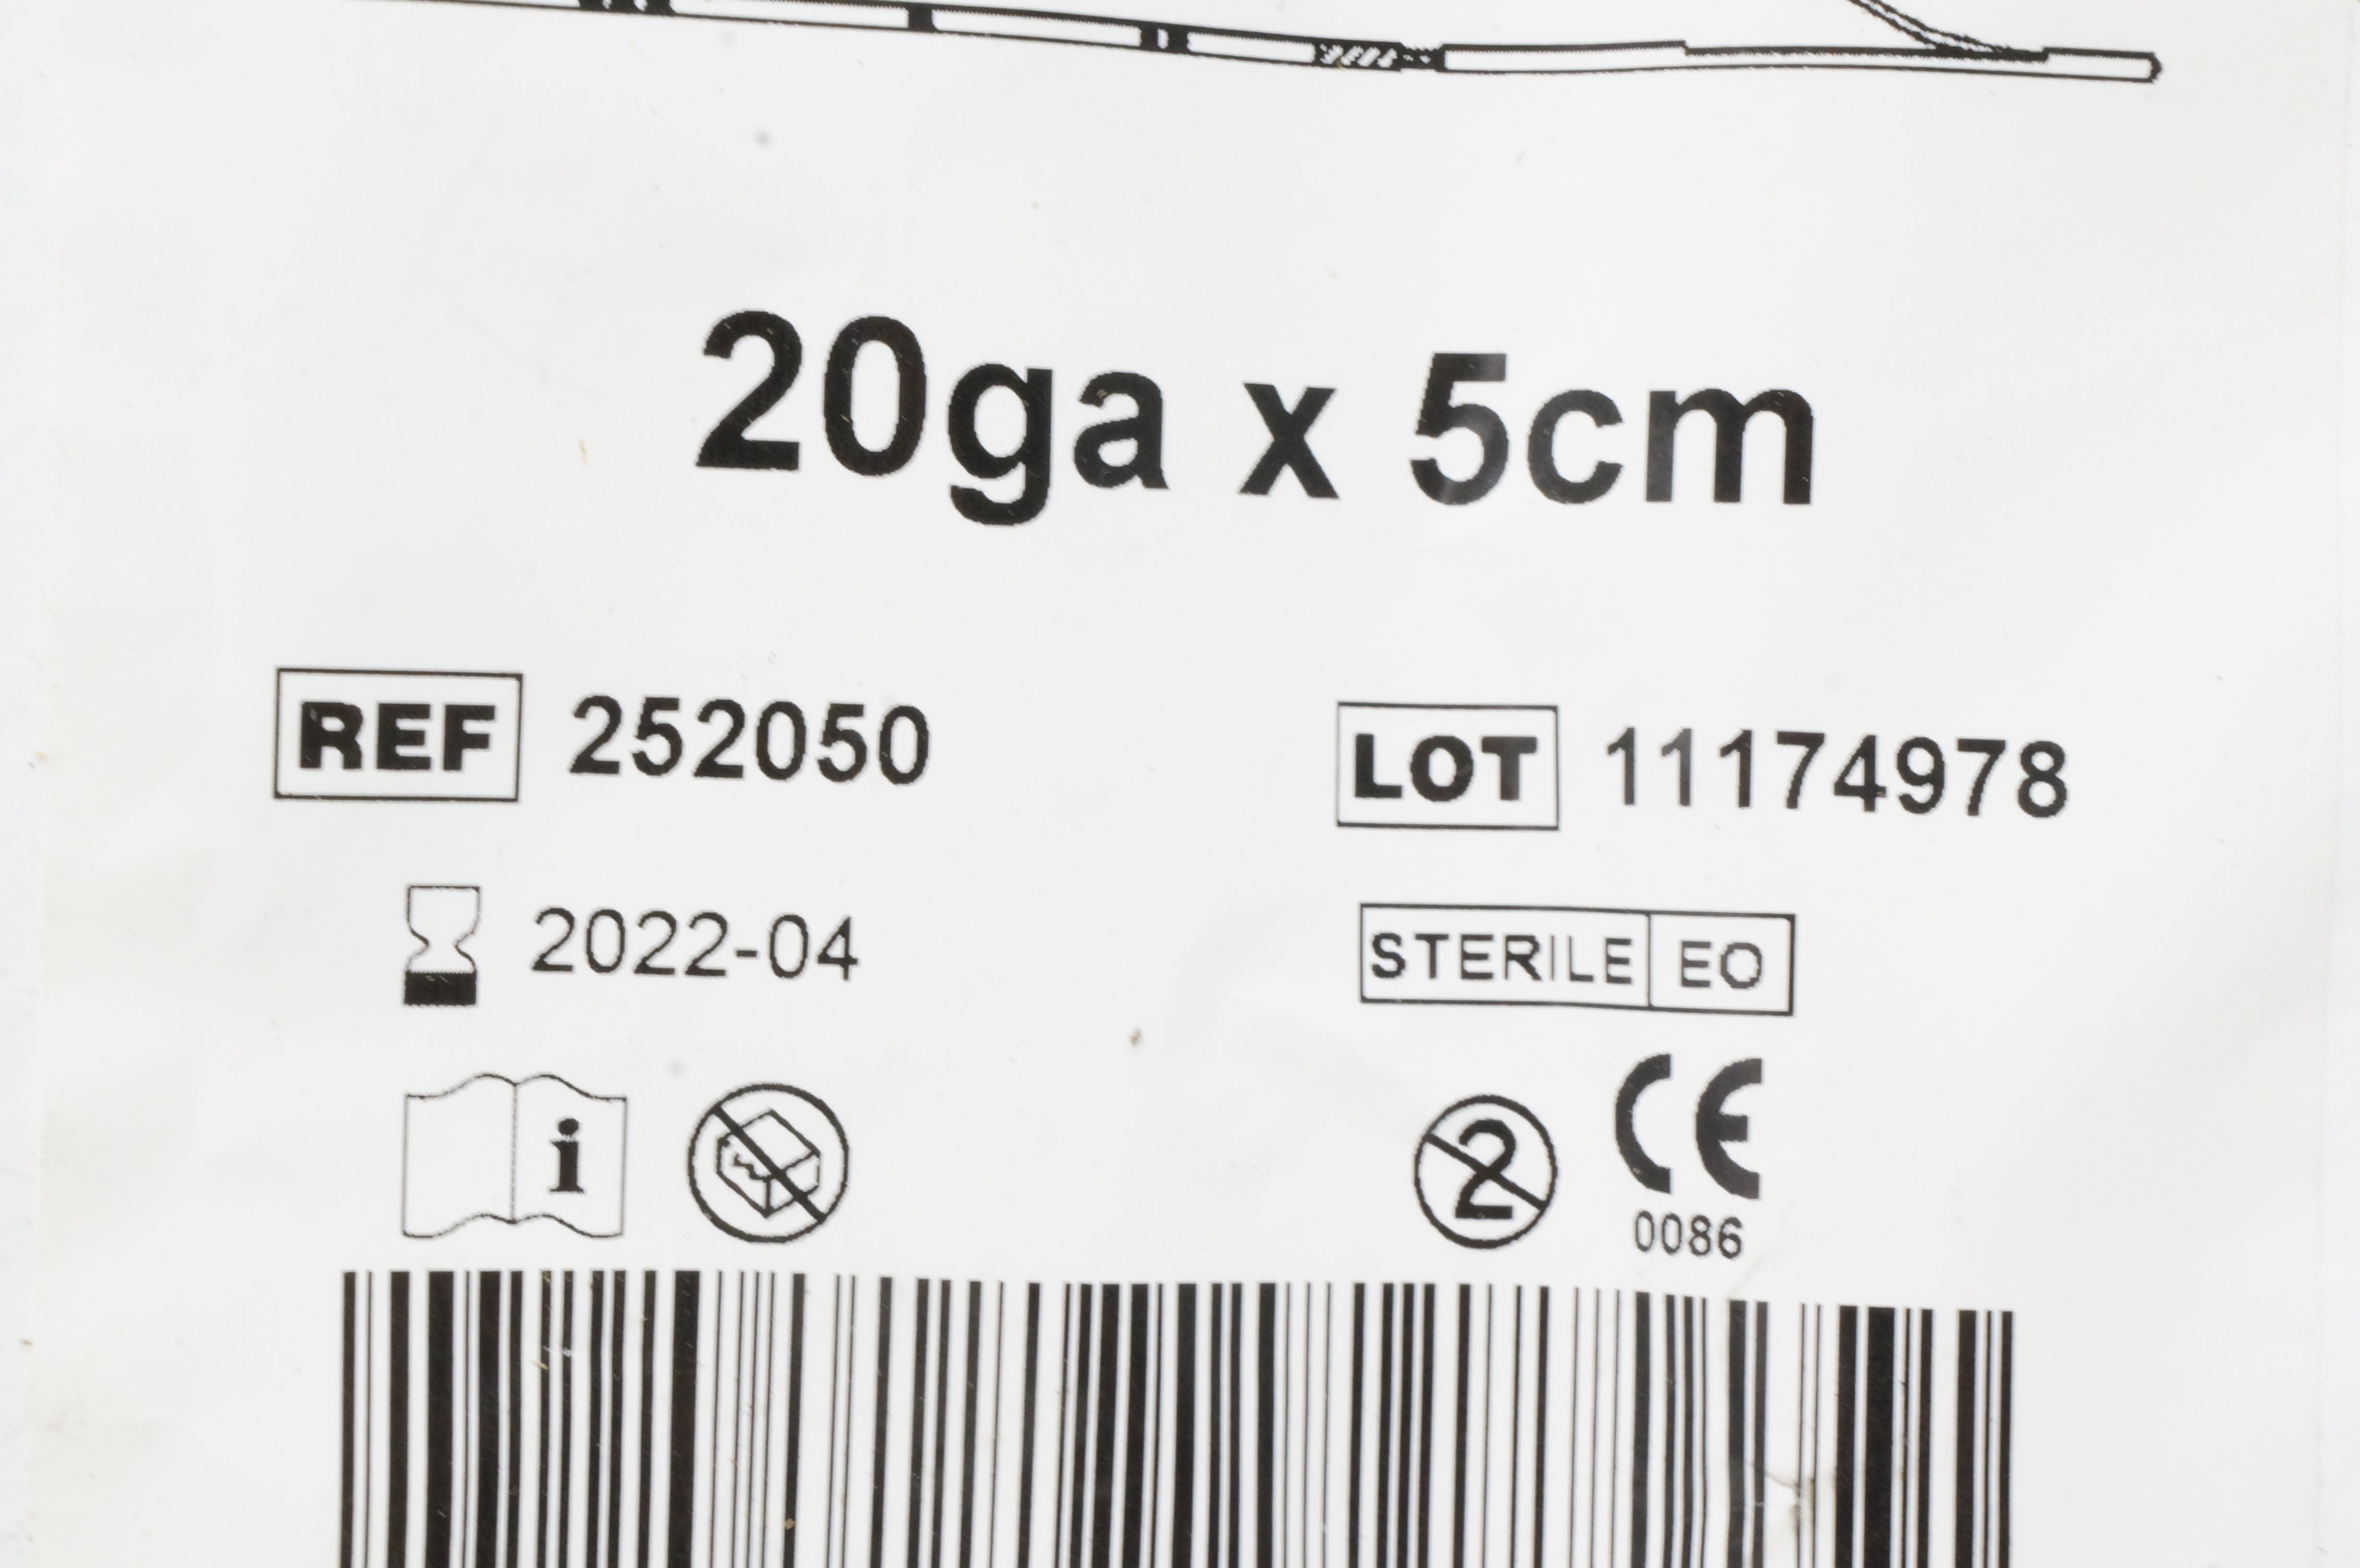 20ga x 5cm
REF 252050
LOT 11174978
2022-04
STERILE EO
i
2
CE
0086